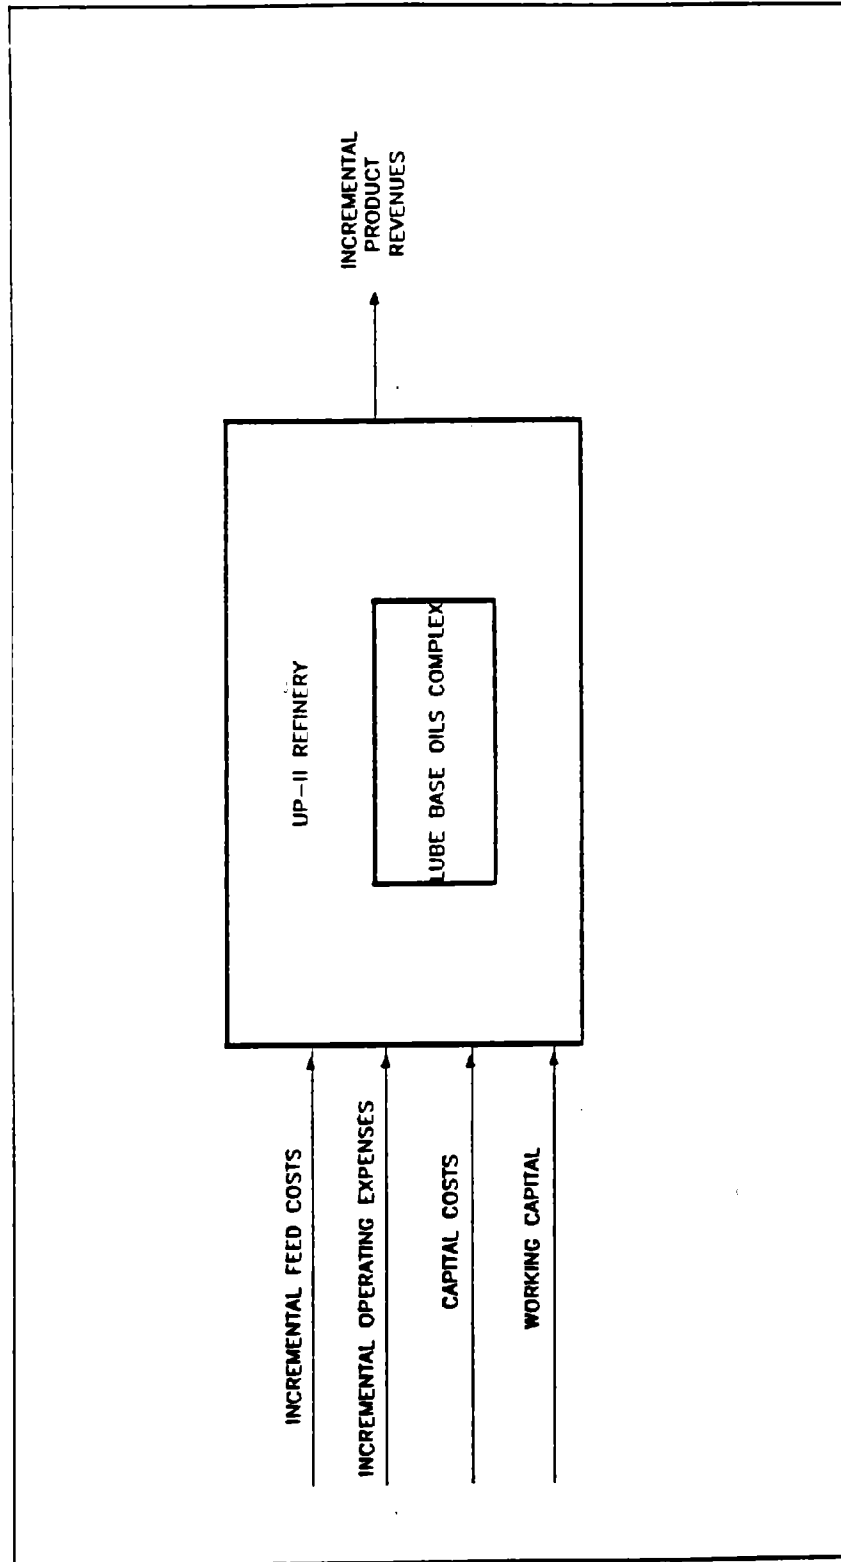 INCREMENTAL FEED COSTS
INCREMENTAL OPERATING EXPENSES
CAPITAL COSTS
WORKING CAPITAL
UP-II REFINERY
LUBE BASE OILS COMPLEX
INCREMENTAL
PRODUCT
REVENUES